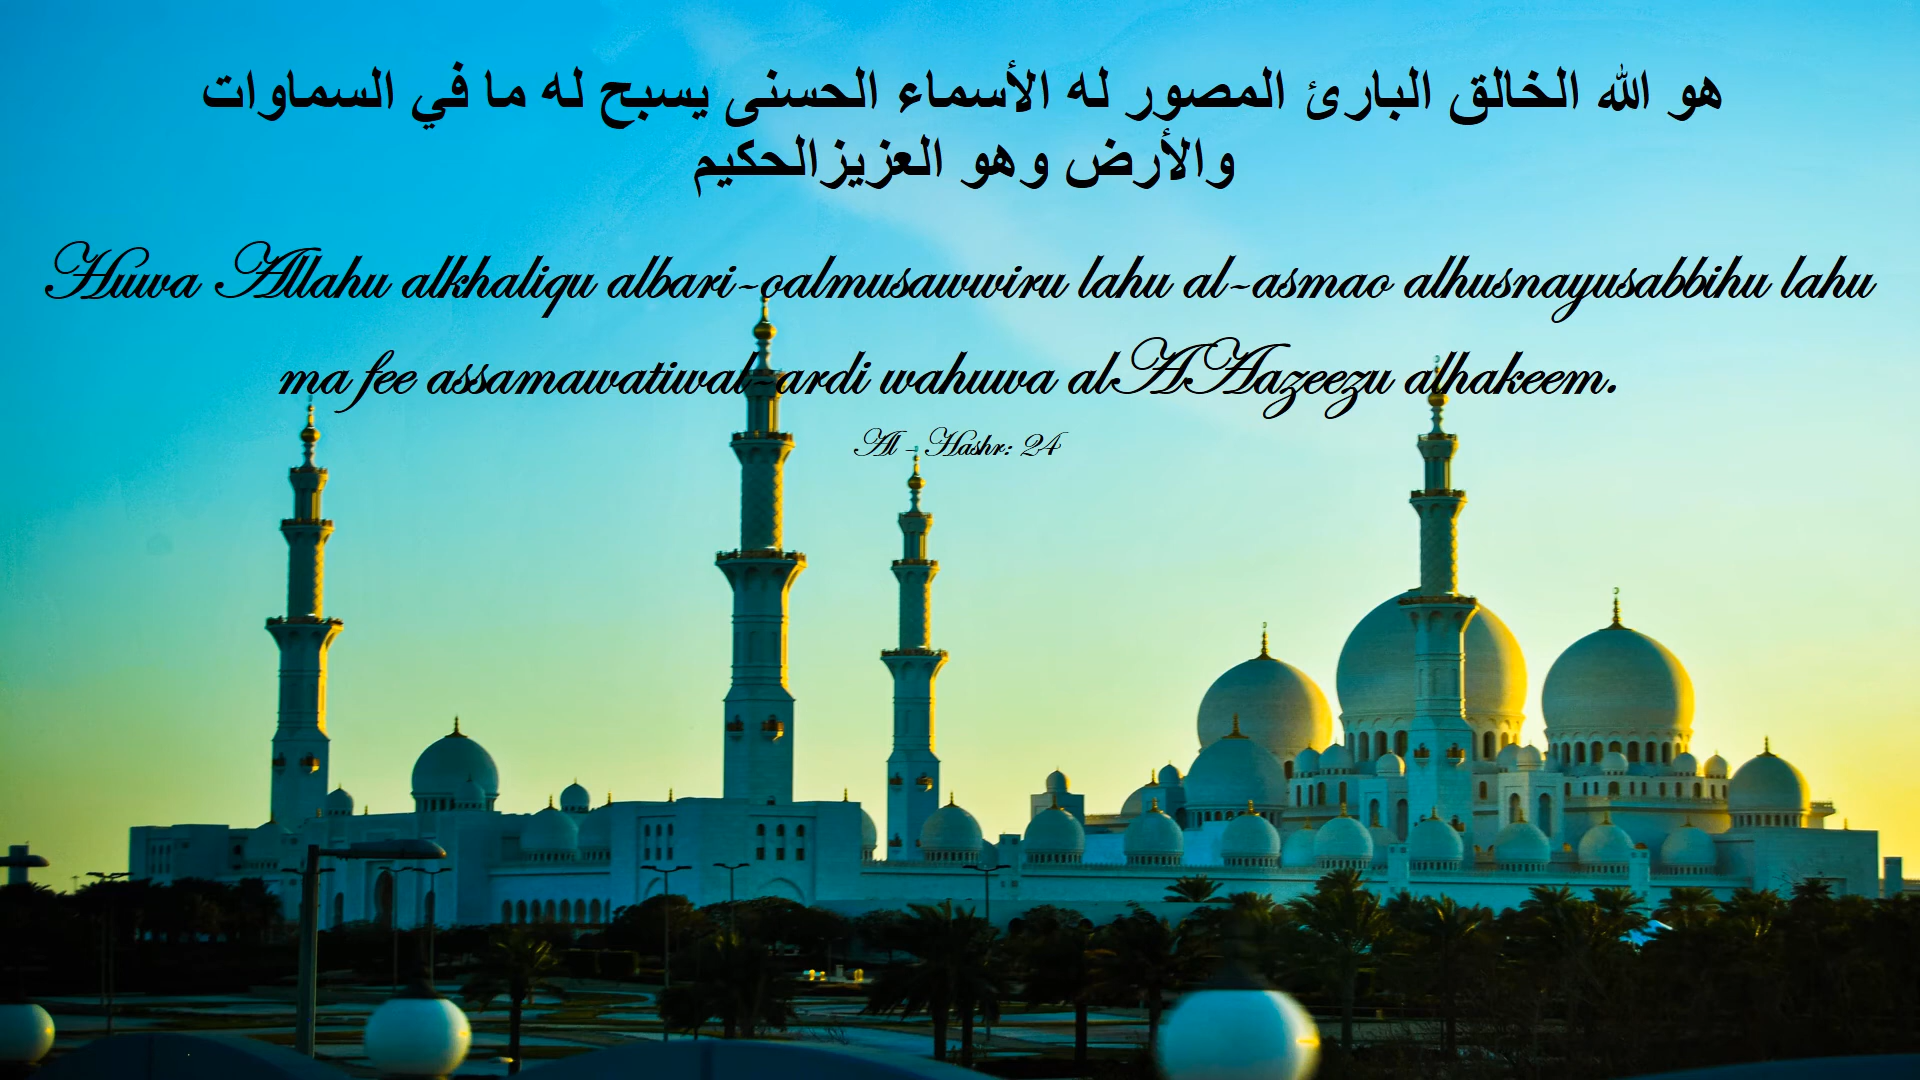 هو الله الخالق البارئ المصور له الأسماء الحسنى يسبح له ما في السماوات
والأرض وهو العزيزالحكيم
Huwa Allahu alkhaliqu albari-oalmusawwiru lahu al-asmao alhusnayusabbihu lahu
ma fee assamawatiwal-ardi wahuwa alAAazeezu alhakeem.
Al - Hashr: 24